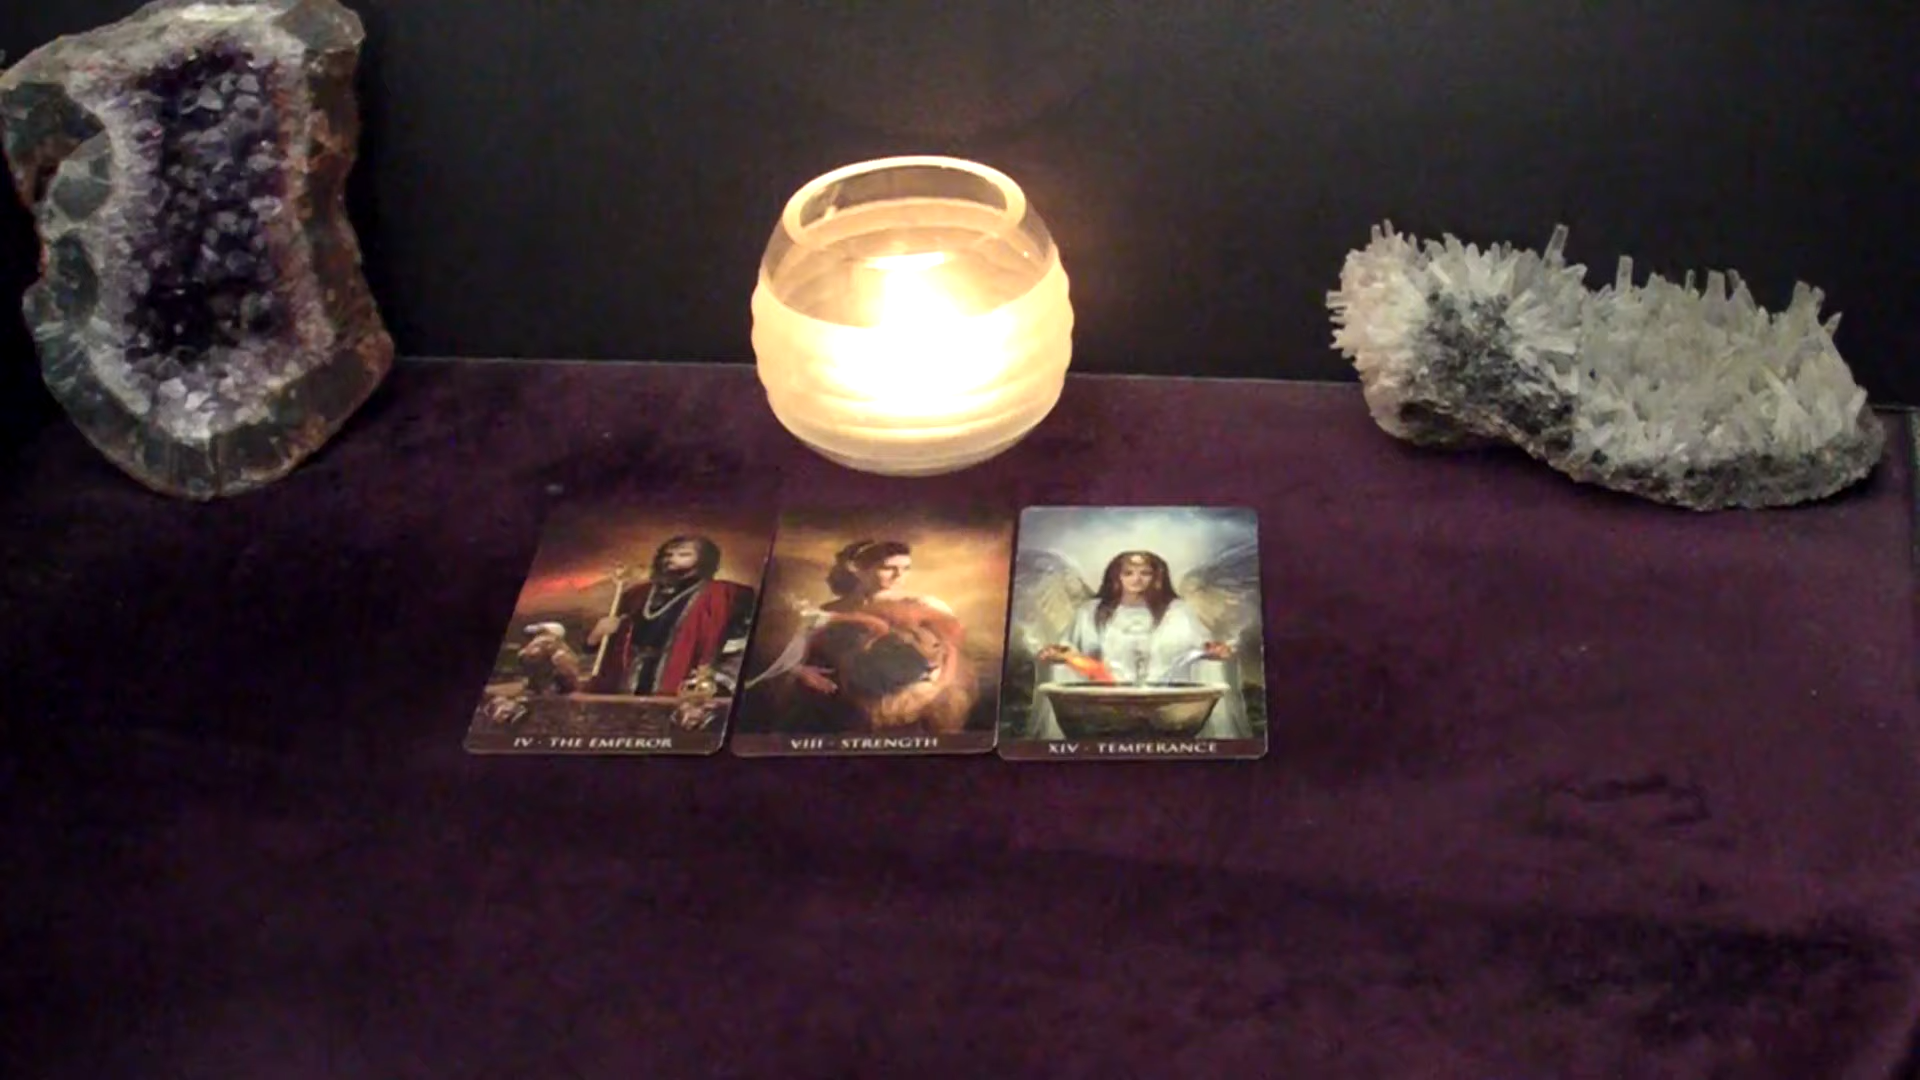 IV · THE EMPEROR
VIII · STRENGTH
XIV · TEMPERANCE